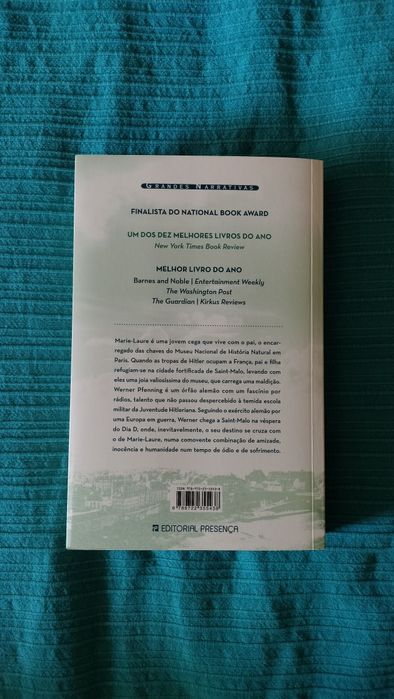 GRANDES NARRATIVAS
FINALISTA DO NATIONAL BOOK AWARD
UM DOS DEZ MELHORES LIVROS DO ANO
New York Times Book Review
MELHOR LIVRO DO ANO
Barnes and Noble | Entertainment Weekly
The Washington Post
The Guardian | Kirkus Reviews
Marie-Laure é uma jovem cega que vive com o pai, o encar-
regado das chaves do Museu Nacional de História Natural em
Paris. Quando as tropas de Hitler ocupam a França, pai e filha
refugiam-se na cidade fortificada de Saint-Malo, levando com
eles uma joia valiosíssima do museu, que carrega uma maldição.
Werner Pfenning é um órfão alemão com um fascínio por
rádios, talento que não passou despercebido à temida escola
militar da Juventude Hitleriana. Seguindo o exército alemão por
uma Europa em guerra, Werner chega a Saint-Malo na véspera
do Dia D, onde, inevitavelmente, o seu destino se cruza com
o de Marie-Laure, numa comovente combinação de amizade,
inocência e humanidade num tempo de ódio e de sofrimento.
9 789722 355938
EDITORIAL PRESENÇA